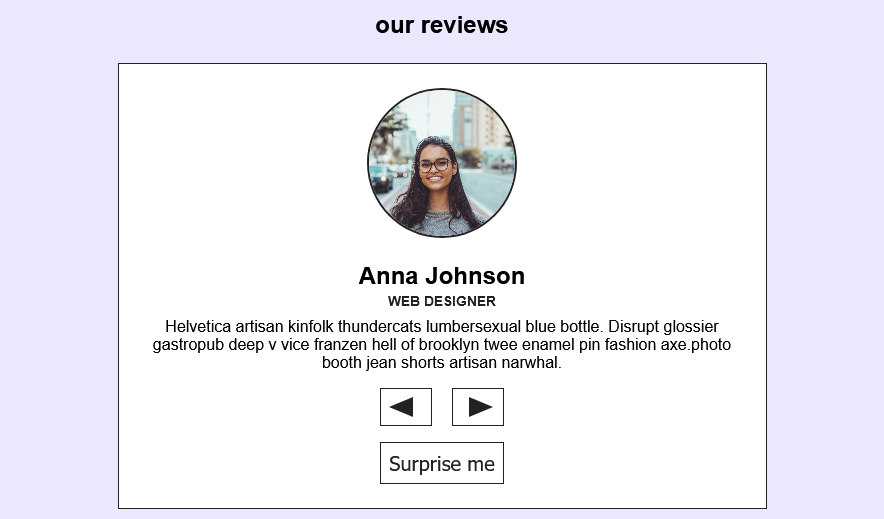 our reviews
Anna Johnson
WEB DESIGNER
Helvetica artisan kinfolk thundercats lumbersexual blue bottle. Disrupt glossier
gastropub deep v vice franzen hell of brooklyn twee enamel pin fashion axe.photo
booth jean shorts artisan narwhal.
Surprise me